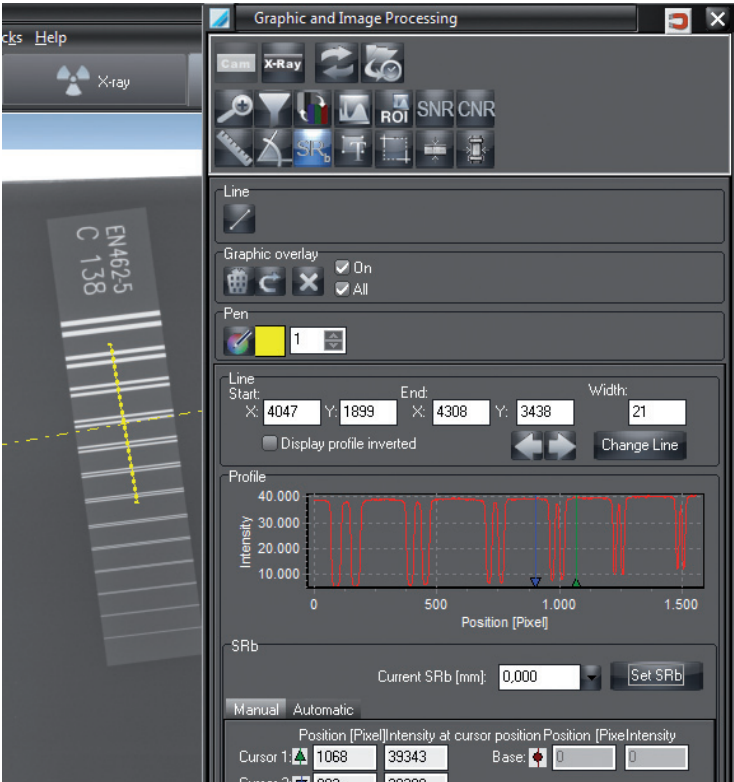 Graphic and Image Processing
cks Help
Cam X-Ray
X-ray
ROI SNR CNR
SRb T
Line
Graphic overlay
On
All
EN462-5
C 138
Pen
1
Line
Start: End: Width:
X: 4047 Y: 1899 X: 4308 Y: 3438 21
Display profile inverted Change Line
Profile
40.000
30.000
20.000
10.000
Intensity
0 500 1.000 1.500
Position [Pixel]
SRb
Current SRb [mm]: 0,000 Set SRb
Manual Automatic
Position [Pixel] Intensity at cursor position Position [Pixe Intensity
Cursor 1: 1068 39343 Base: 0 0